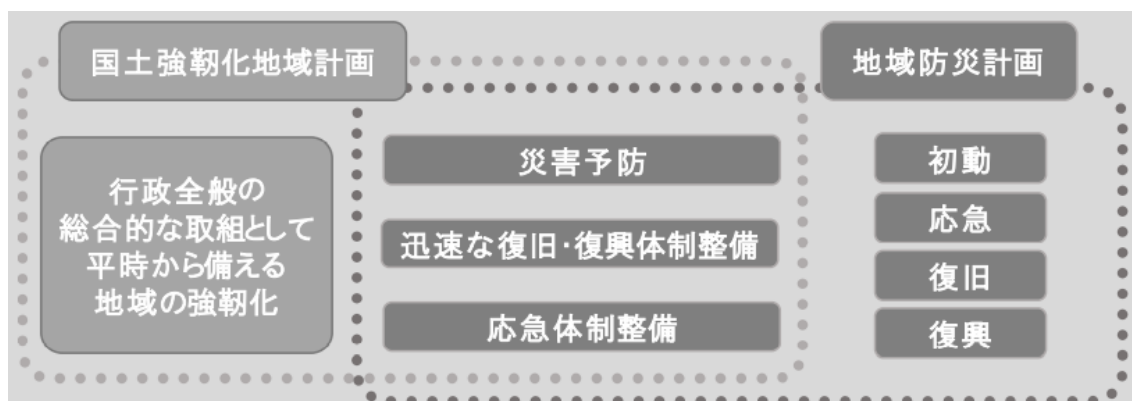 国土強靭化地域計画
地域防災計画
行政全般の
総合的な取組として
平時から備える
地域の強靭化
災害予防
迅速な復旧・復興体制整備
応急体制整備
初動
応急
復旧
復興